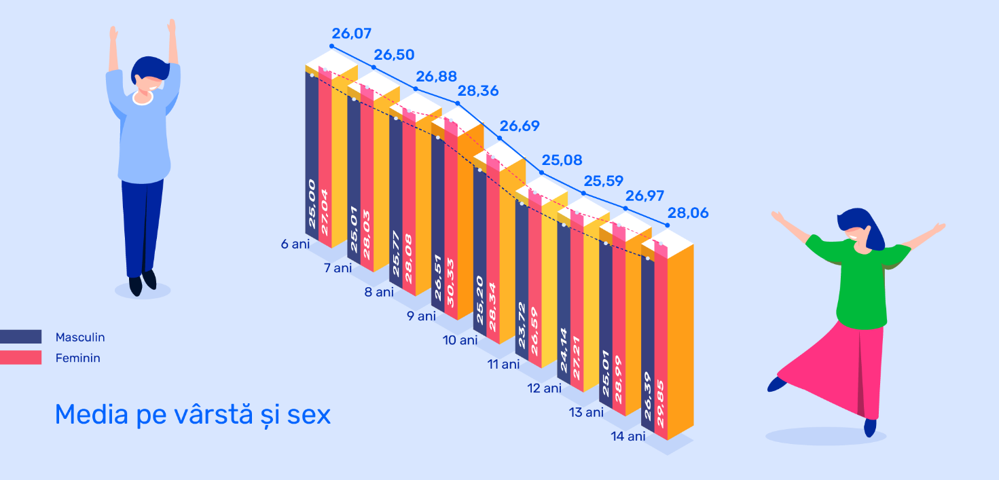 26,07
26,50
26,88
28,36
26,69
25,08
25,59
26,97
28,06
25,00
27,04
25,01
28,03
25,77
28,08
26,51
30,33
25,20
28,34
23,72
26,59
24,14
27,21
25,01
28,99
26,39
29,85
6 ani
7 ani
8 ani
9 ani
10 ani
11 ani
12 ani
13 ani
14 ani
Masculin
Feminin
Media pe vârstă și sex